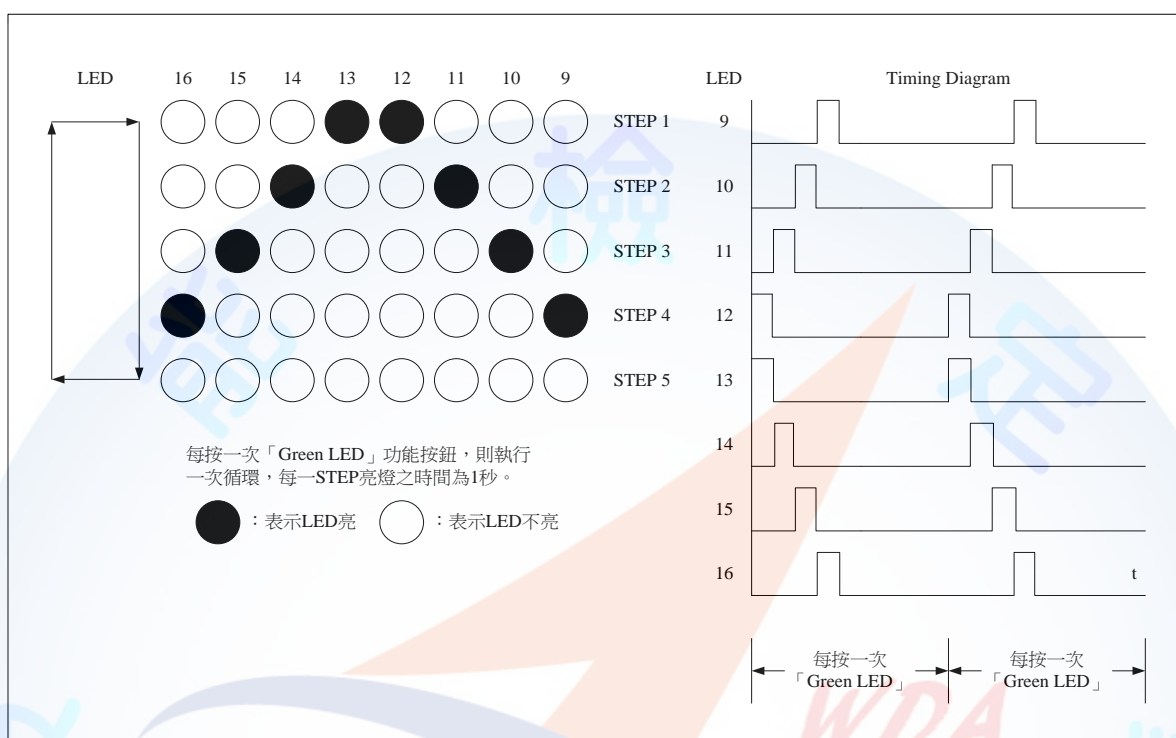 LED 16 15 14 13 12 11 10 9
STEP 1
STEP 2
STEP 3
STEP 4
STEP 5
每按一次「Green LED」功能按鈕，則執行
一次循環，每一STEP亮燈之時間為1秒。
：表示LED亮 ：表示LED不亮
LED Timing Diagram
9
10
11
12
13
14
15
16 t
每按一次 每按一次
「Green LED」 「Green LED」
能
檢
定
WDA